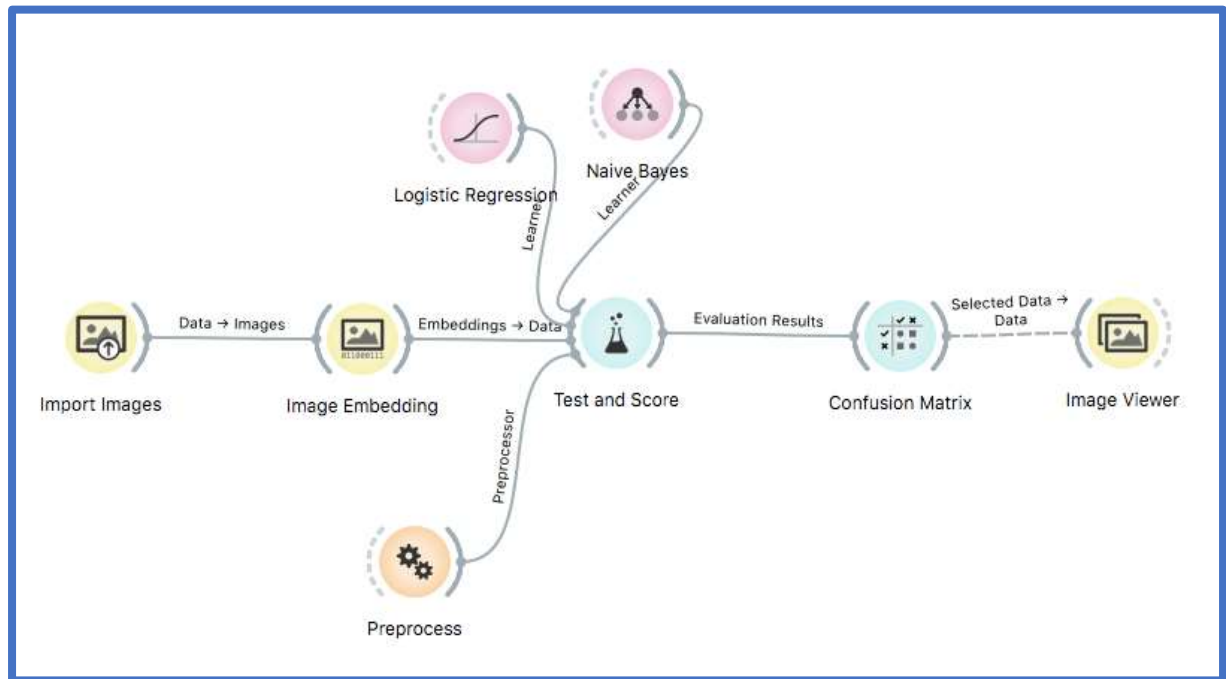 Naive Bayes
Logistic Regression
Learner
Learner
Data → Images
Embeddings → Data
Evaluation Results
Selected Data →
Data
Import Images
011000111
Image Embedding
Test and Score
Confusion Matrix
Image Viewer
Preprocessor
Preprocess